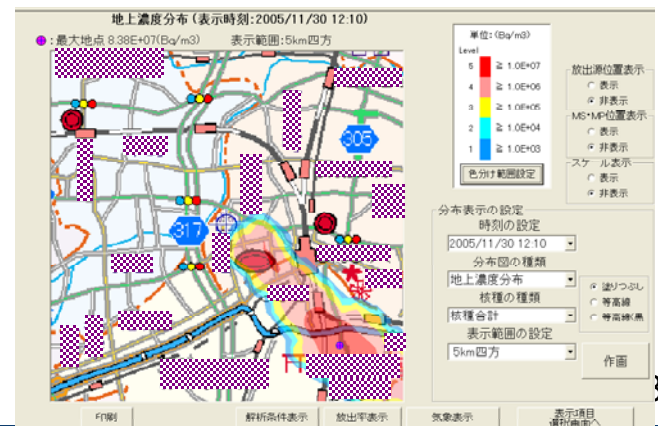 地上濃度分布 (表示時刻:2005/11/30 12:10)
:最大地点 8.38E+07(Bq/m3) 表示範囲:5km四方
305
317
単位:(Bq/m3)
Level
5 ≧ 1.0E+07
4 ≧ 1.0E+06
3 ≧ 1.0E+05
2 ≧ 1.0E+04
1 ≧ 1.0E+03
色分け範囲設定
放出源位置表示
表示
非表示
MS・MP位置表示
表示
非表示
スケール表示
表示
非表示
分布表示の設定
時刻の設定
2005/11/30 12:10
分布図の種類
地上濃度分布
核種の種類
核種合計
表示範囲の設定
5km四方
塗りつぶし
等高線
等高線(黒
作画
印刷
解析条件表示
放出率表示
気象表示
表示項目
選択画面へ